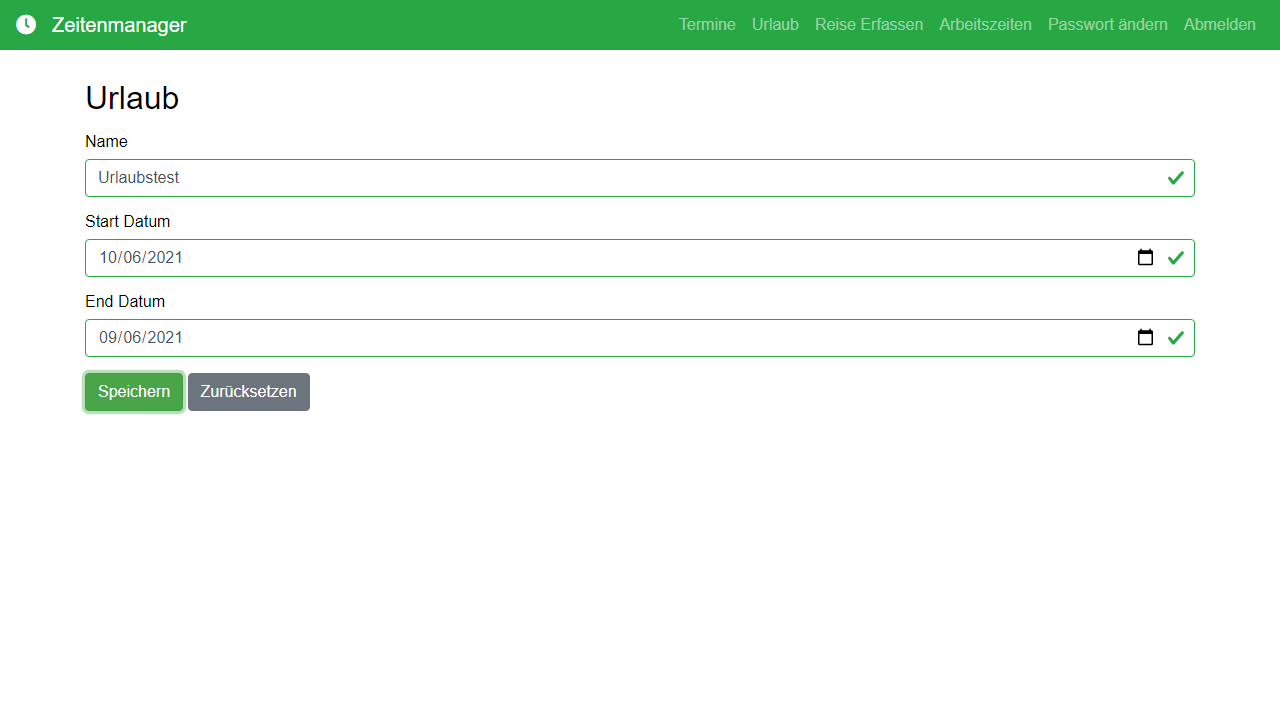 Zeitenmanager Termine Urlaub Reise Erfassen Arbeitszeiten Passwort ändern Abmelden
Urlaub
Name
Urlaubstest
Start Datum
10/06/2021
End Datum
09/06/2021
Speichern Zurücksetzen